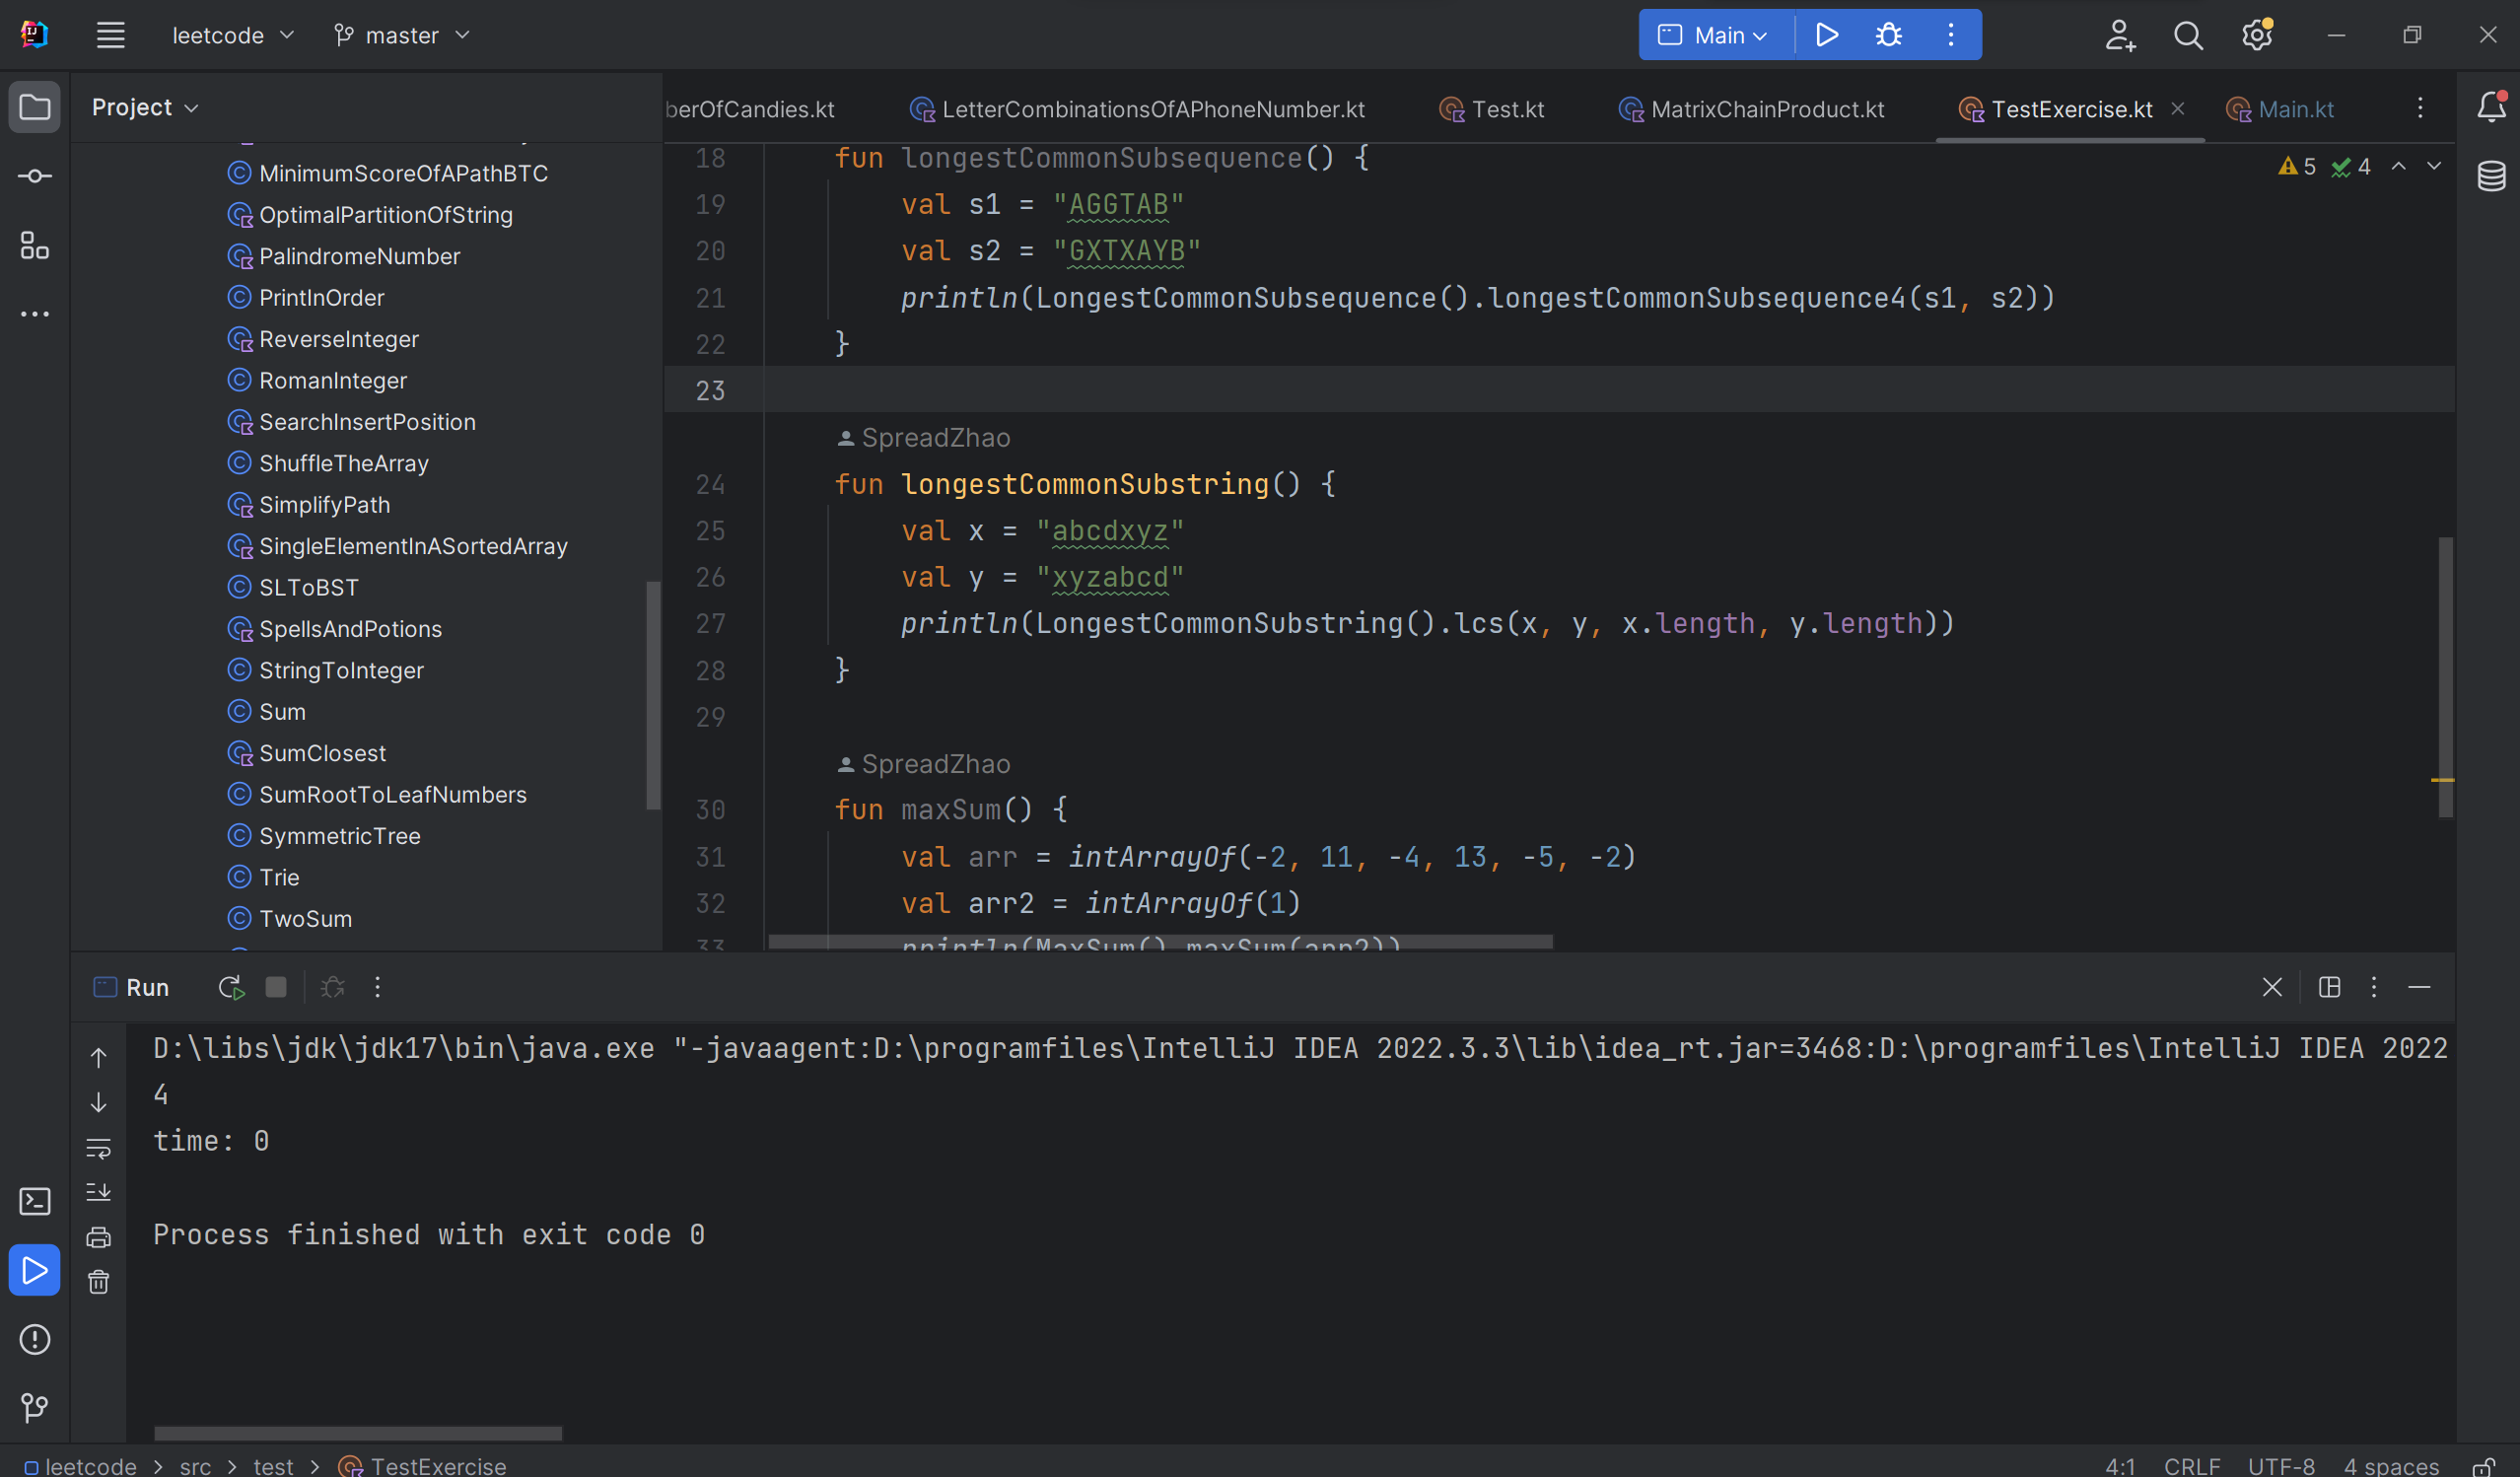 leetcode
master
Main
Project
MinimumScoreOfAPathBTC
OptimalPartitionOfString
PalindromeNumber
PrintInOrder
ReverseInteger
RomanInteger
SearchInsertPosition
ShuffleTheArray
SimplifyPath
SingleElementInASortedArray
SLToBST
SpellsAndPotions
StringToInteger
Sum
SumClosest
SumRootToLeafNumbers
SymmetricTree
Trie
TwoSum
berOfCandies.kt LetterCombinationsOfAPhoneNumber.kt Test.kt MatrixChainProduct.kt TestExercise.kt Main.kt
5 4
18 fun longestCommonSubsequence() {
19 val s1 = "AGGTAB"
20 val s2 = "GXTXAYB"
21 println(LongestCommonSubsequence().longestCommonSubsequence4(s1, s2))
22 }
23
SpreadZhao
24 fun longestCommonSubstring() {
25 val x = "abcdxyz"
26 val y = "xyzabcd"
27 println(LongestCommonSubstring().lcs(x, y, x.length, y.length))
28 }
29
SpreadZhao
30 fun maxSum() {
31 val arr = intArrayOf(-2, 11, -4, 13, -5, -2)
32 val arr2 = intArrayOf(1)
33 println(MaxSum().maxSum(arr2))
Run
D:\libs\jdk\jdk17\bin\java.exe "-javaagent:D:\programfiles\IntelliJ IDEA 2022.3.3\lib\idea_rt.jar=3468:D:\programfiles\IntelliJ IDEA 2022
4
time: 0
Process finished with exit code 0
leetcode > src > test > TestExercise
4:1 CRLF UTF-8 4 spaces